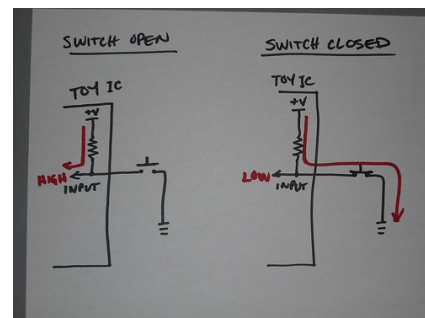 SWITCH OPEN
TOY IC
+V
HIGH
INPUT
SWITCH CLOSED
TOY IC
+V
LOW
INPUT